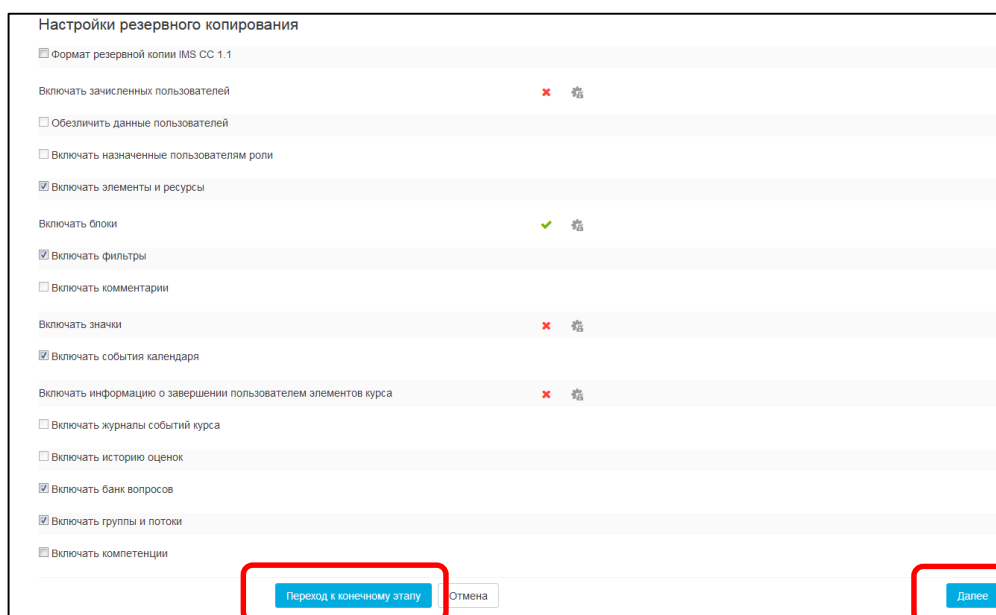 Настройки резервного копирования
Формат резервной копии IMS CC 1.1
Включать зачисленных пользователей
Обезличить данные пользователей
Включать назначенные пользователям роли
Включать элементы и ресурсы
Включать блоки
Включать фильтры
Включать комментарии
Включать значки
Включать события календаря
Включать информацию о завершении пользователем элементов курса
Включать журналы событий курса
Включать историю оценок
Включать банк вопросов
Включать группы и потоки
Включать компетенции
Переход к конечному этапу Отмена Далее